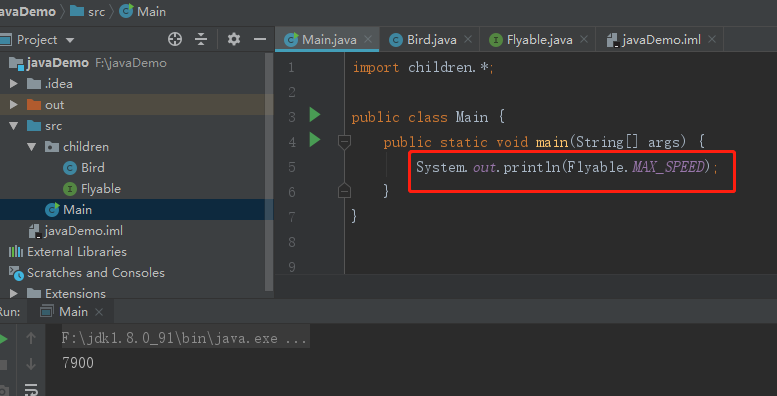 javaDemo src Main
Project
Main.java Bird.java Flyable.java javaDemo.iml
javaDemo F:\javaDemo
.idea
out
src
children
Bird
Flyable
Main
javaDemo.iml
External Libraries
Scratches and Consoles
Extensions
1 import children.*;
2
3 public class Main {
4 public static void main(String[] args) {
5 System.out.println(Flyable.MAX_SPEED);
6 }
7 }
8
9
Run: Main
F:\jdk1.8.0_91\bin\java.exe ...
7900